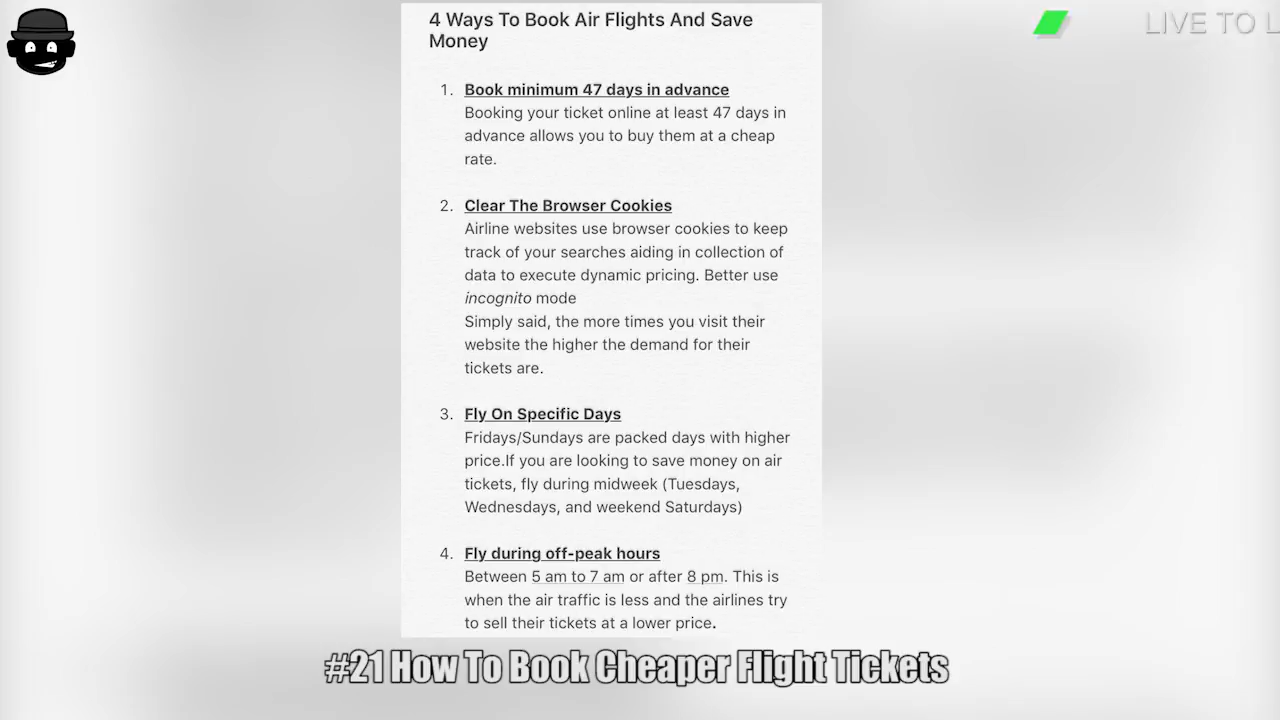 LIVE TO L
4 Ways To Book Air Flights And Save
Money
1. Book minimum 47 days in advance
Booking your ticket online at least 47 days in
advance allows you to buy them at a cheap
rate.
2. Clear The Browser Cookies
Airline websites use browser cookies to keep
track of your searches aiding in collection of
data to execute dynamic pricing. Better use
incognito mode
Simply said, the more times you visit their
website the higher the demand for their
tickets are.
3. Fly On Specific Days
Fridays/Sundays are packed days with higher
price.If you are looking to save money on air
tickets, fly during midweek (Tuesdays,
Wednesdays, and weekend Saturdays)
4. Fly during off-peak hours
Between 5 am to 7 am or after 8 pm. This is
when the air traffic is less and the airlines try
to sell their tickets at a lower price.
#21 How To Book Cheaper Flight Tickets